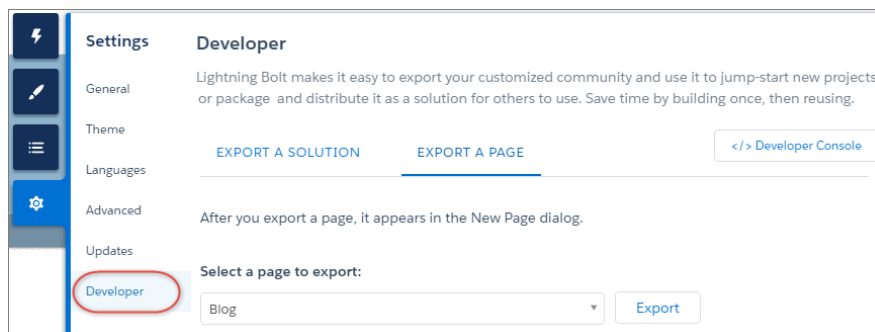 Settings
General
Theme
Languages
Advanced
Updates
Developer
Developer
Lightning Bolt makes it easy to export your customized community and use it to jump-start new projects
or package and distribute it as a solution for others to use. Save time by building once, then reusing.
EXPORT A SOLUTION
EXPORT A PAGE
</> Developer Console
After you export a page, it appears in the New Page dialog.
Select a page to export:
Blog
Export